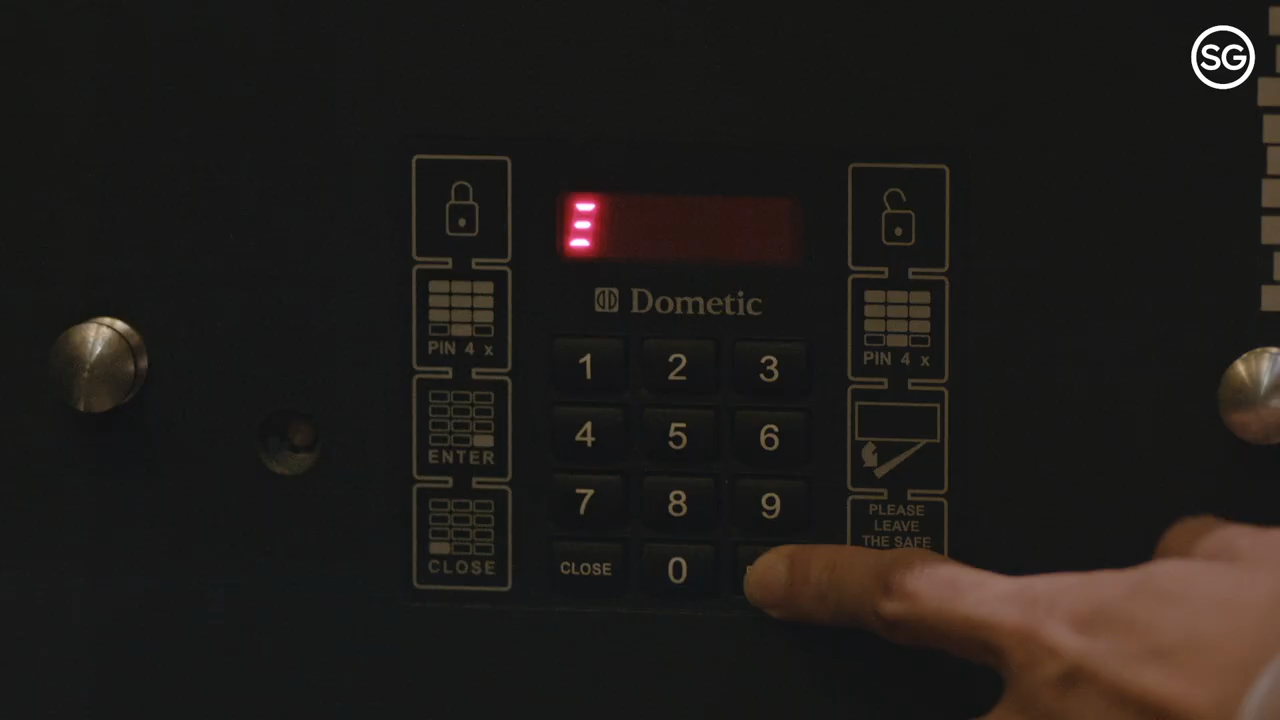 SG
Dometic
PIN 4 x
PIN 4 x
1 2 3
4 5 6
ENTER
7 8 9
PLEASE
LEAVE
THE SAFE
CLOSE
CLOSE 0